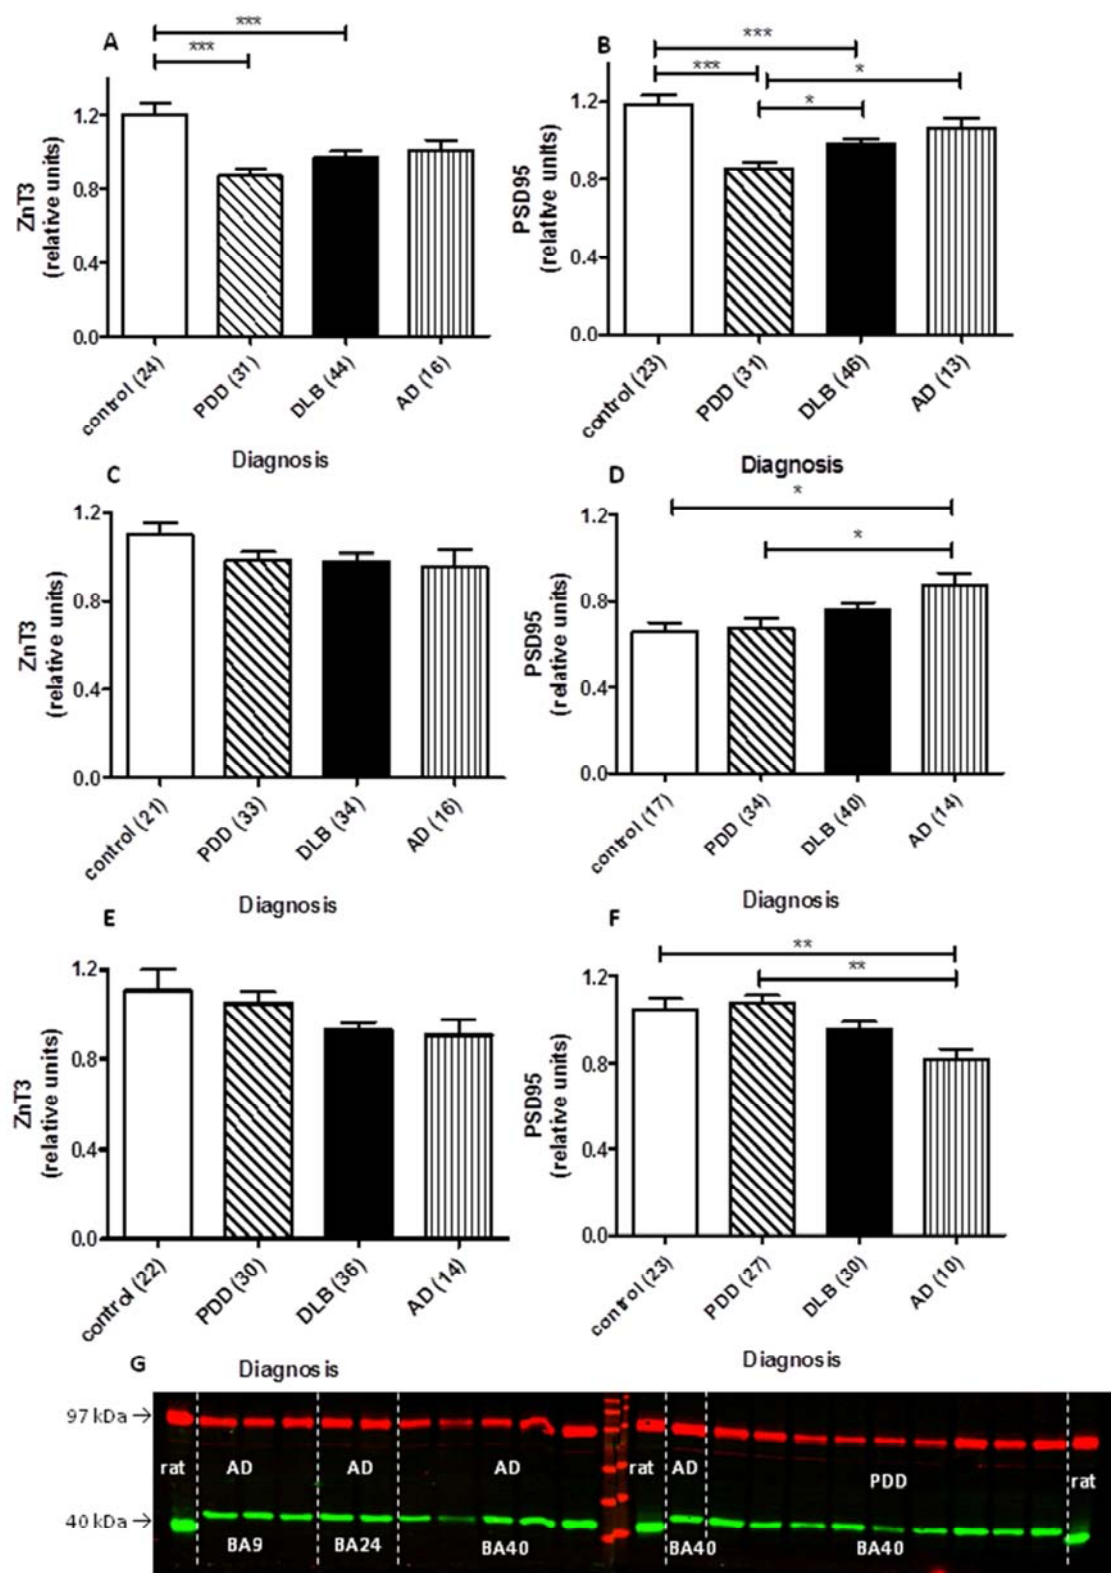 A
***
***
ZnT3
(relative units)
1.2
0.8
0.4
0.0
control (24)
PDD (31)
DLB (44)
AD (16)
Diagnosis
B
***
***
*
*
PSD95
(relative units)
1.2
0.8
0.4
0.0
control (23)
PDD (31)
DLB (46)
AD (13)
Diagnosis
C
ZnT3
(relative units)
1.2
0.8
0.4
0.0
control (21)
PDD (33)
DLB (34)
AD (16)
Diagnosis
D
*
*
PSD95
(relative units)
1.2
0.8
0.4
0.0
control (17)
PDD (34)
DLB (40)
AD (14)
Diagnosis
E
ZnT3
(relative units)
1.2
0.8
0.4
0.0
control (22)
PDD (30)
DLB (36)
AD (14)
Diagnosis
F
**
**
PSD95
(relative units)
1.2
0.8
0.4
0.0
control (23)
PDD (27)
DLB (30)
AD (10)
Diagnosis
G
97 kDa →
rat AD AD AD rat AD PDD rat
40 kDa →
BA9 BA24 BA40 BA40 BA40